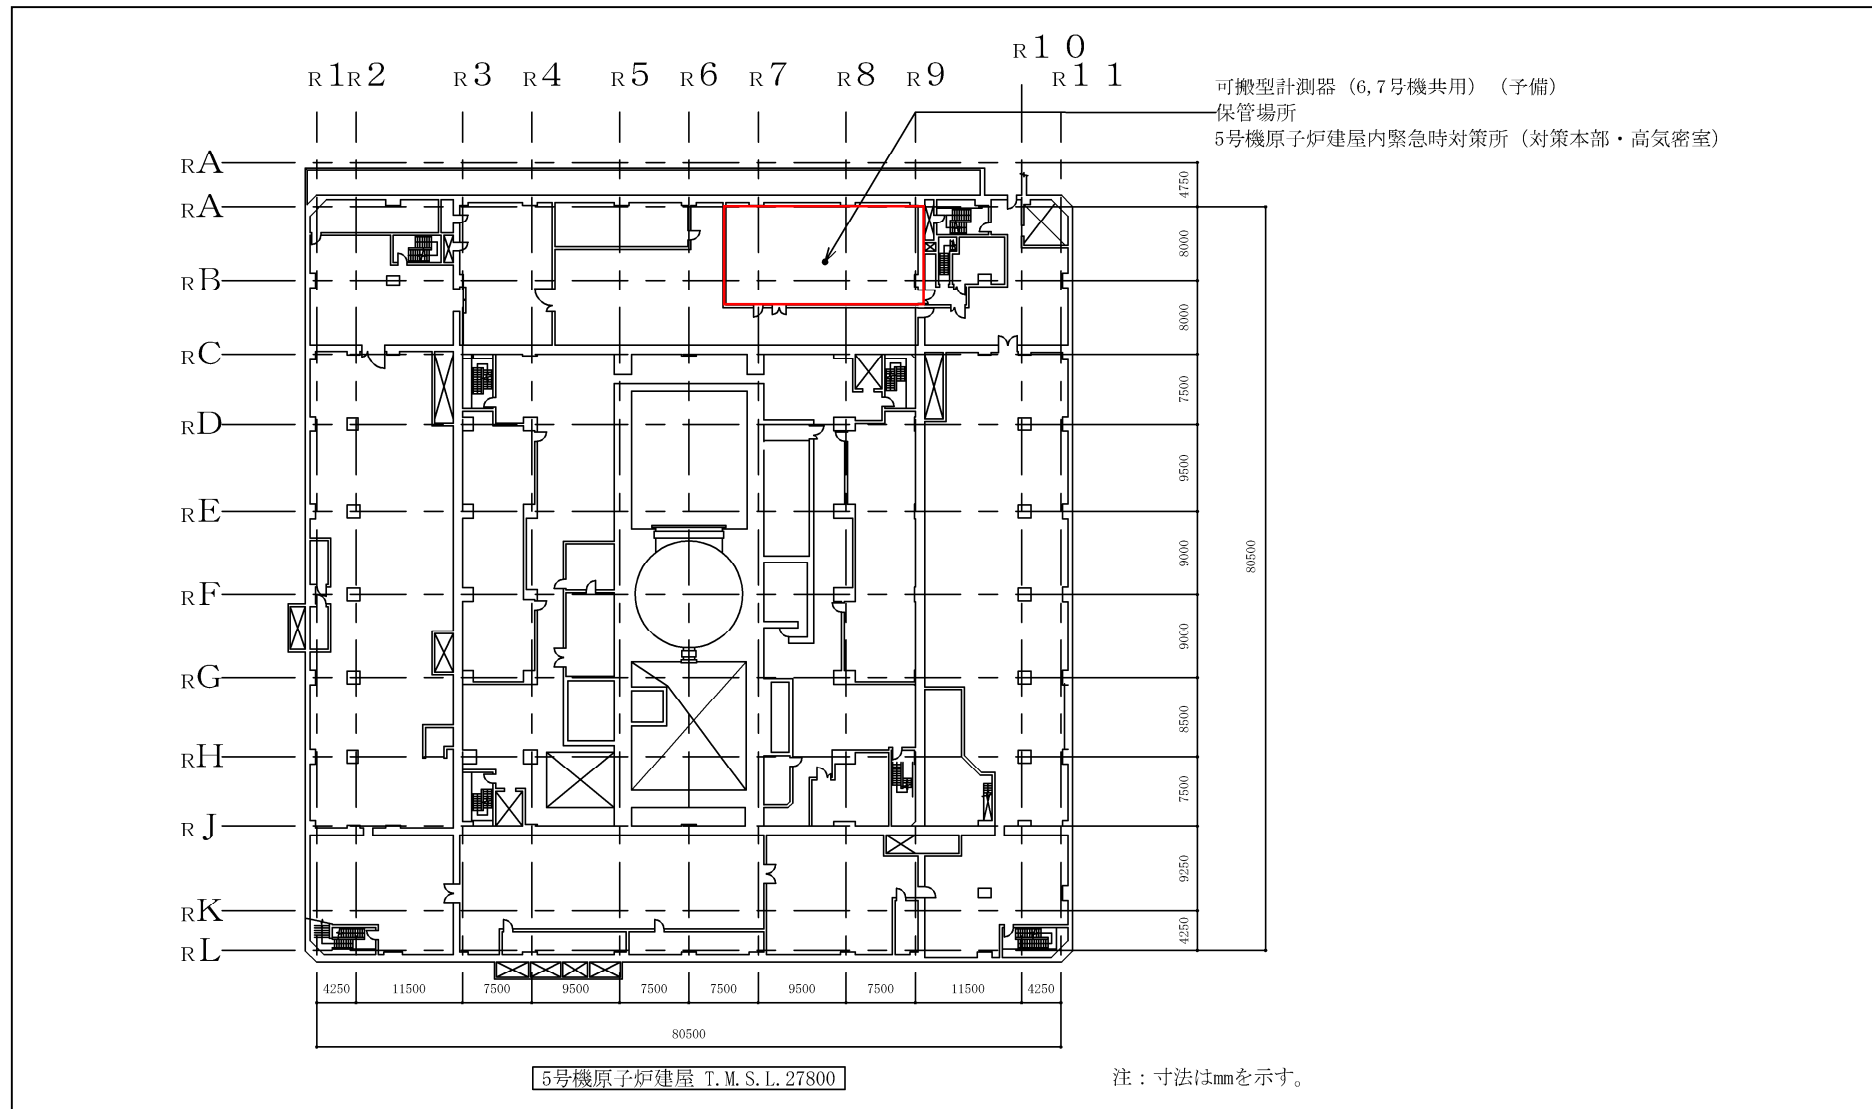 R10
R1 R2 R3 R4 R5 R6 R7 R8 R9 R11
可搬型計測器（6,7号機共用）（予備）
保管場所
5号機原子炉建屋内緊急時対策所（対策本部・高気密室）
RA
4750
RA
8000
RB
8000
RC
7500
RD
9500
RE
9000
80500
RF
9000
RG
8500
RH
7500
RJ
9250
RK
4250
RL
4250 11500 7500 9500 7500 7500 9500 7500 11500 4250
80500
5号機原子炉建屋 T.M.S.L.27800
注：寸法はmmを示す。